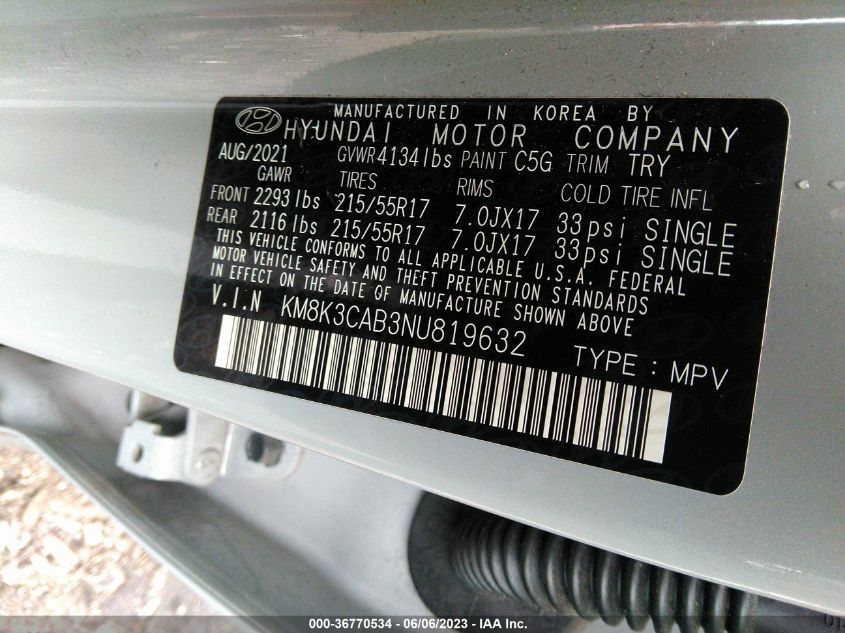 MANUFACTURED IN KOREA BY
HYUNDAI MOTOR COMPANY
AUG/2021 GVWR 4134 lbs PAINT C5G TRIM TRY
GAWR TIRES RIMS COLD TIRE INFL
FRONT 2293 lbs 215/55R17 7.0JX17 33psi SINGLE
REAR 2116 lbs 215/55R17 7.0JX17 33psi SINGLE
THIS VEHICLE CONFORMS TO ALL APPLICABLE U.S.A. FEDERAL
MOTOR VEHICLE SAFETY AND THEFT PREVENTION STANDARDS
IN EFFECT ON THE DATE OF MANUFACTURE SHOWN ABOVE
V.I.N KM8K3CAB3NU819632
TYPE : MPV
000-36770534 - 06/06/2023 - IAA Inc.